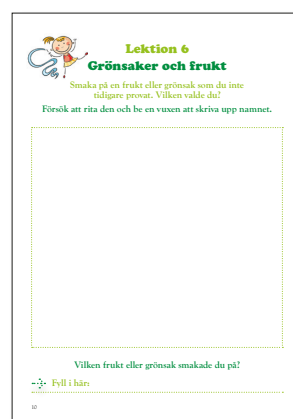 Lektion 6
Grönsaker och frukt
Smaka på en frukt eller grönsak som du inte
tidigare provat. Vilken valde du?
Försök att rita den och be en vuxen att skriva upp namnet.
Vilken frukt eller grönsak smakade du på?
Fyll i här:
10